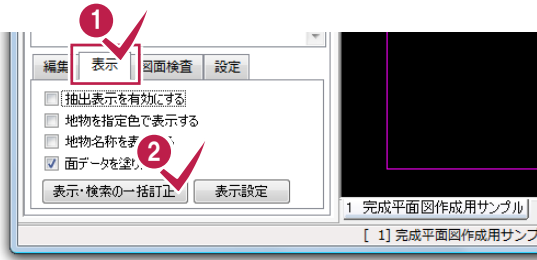 1
編集 表示 図面検査 設定
抽出表示を有効にする
地物を指定色で表示する
地物名称を表
2
面データを塗り
表示・検索の一括訂正 表示設定
1 完成平面図作成用サンプル
[ 1] 完成平面図作成用サンプ